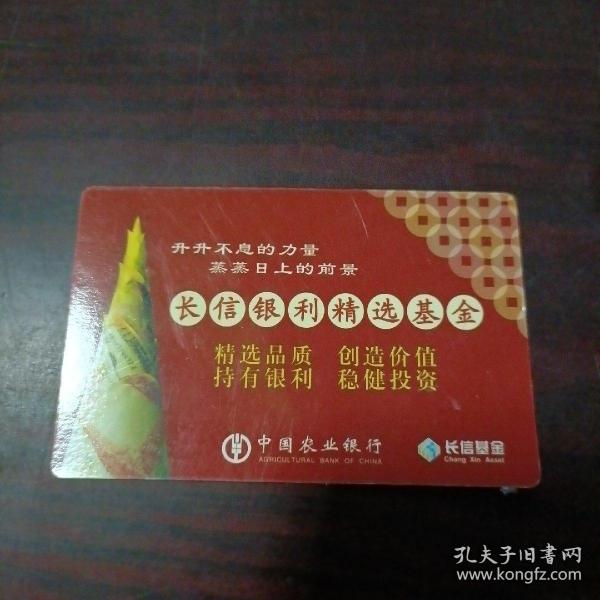 升升不息的力量
蒸蒸日上的前景
长信银利精选基金
精选品质 创造价值
持有银利 稳健投资
中国农业银行
AGRICULTURAL BANK OF CHINA
长信基金
Chang Xin Asset
孔夫子旧书网
www.kongfz.com